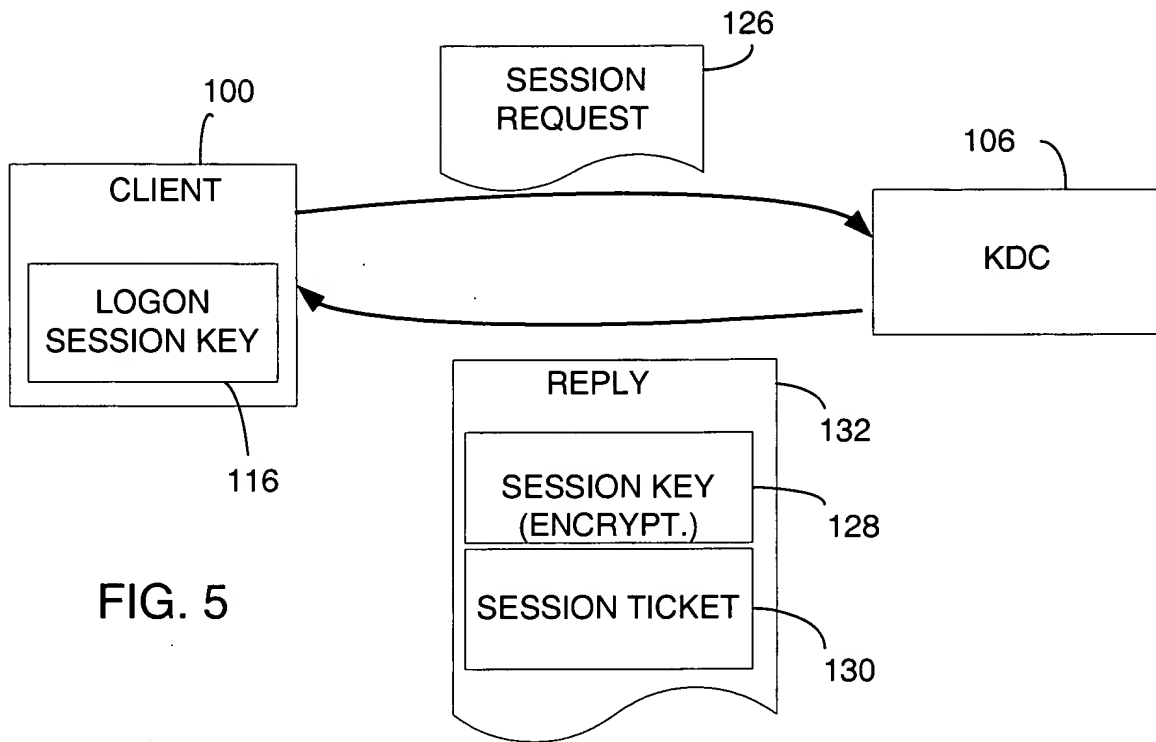 126
SESSION
REQUEST
100
106
CLIENT
KDC
LOGON
SESSION KEY
116
REPLY
132
SESSION KEY
(ENCRYPT.)
128
SESSION TICKET
130
FIG. 5